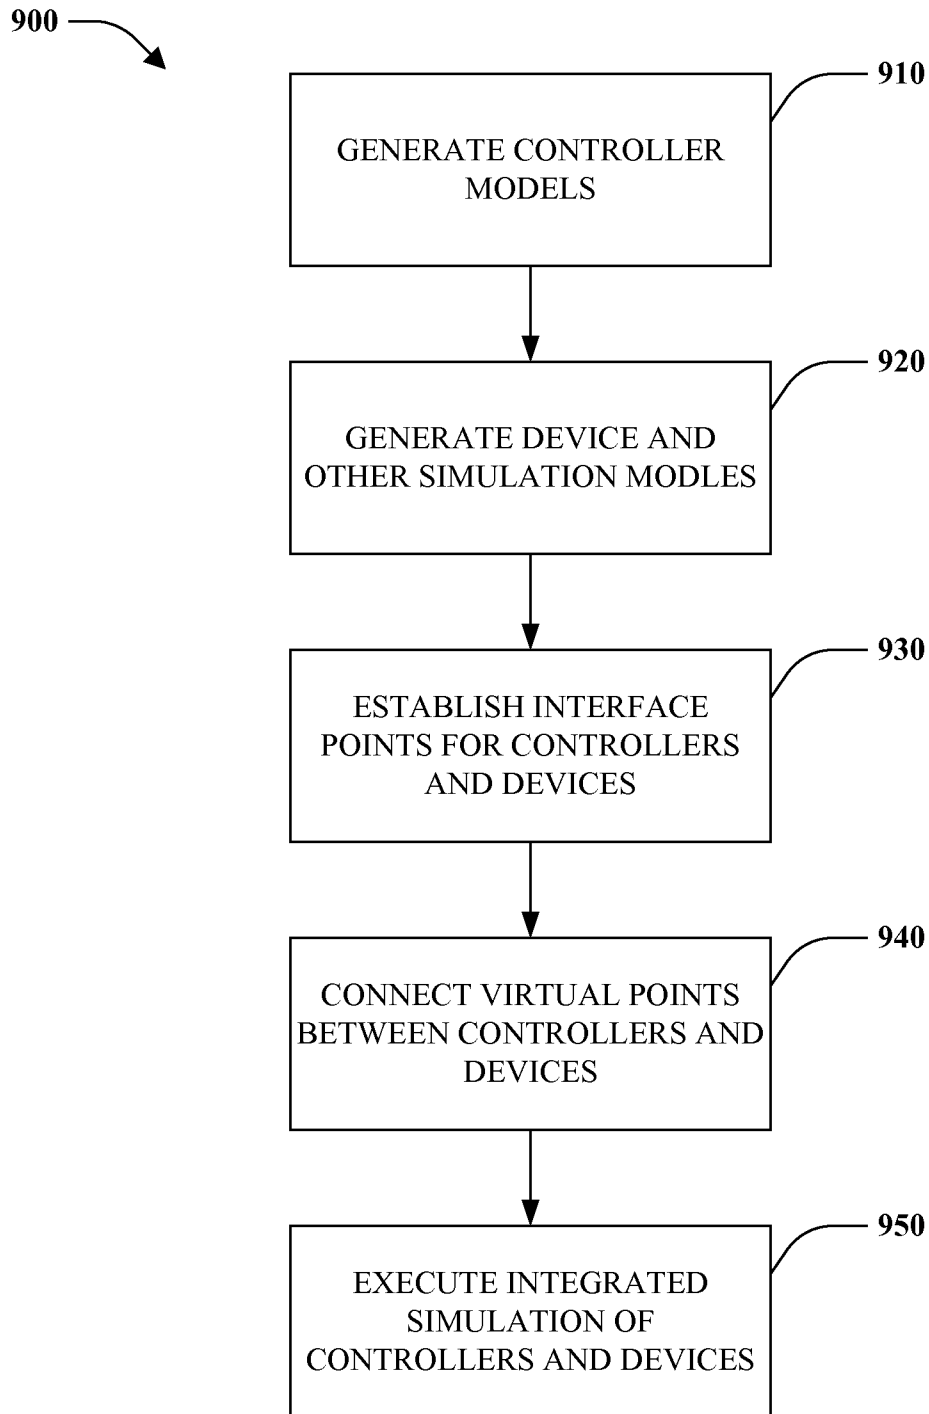 900
910
GENERATE CONTROLLER
MODELS
920
GENERATE DEVICE AND
OTHER SIMULATION MODLES
930
ESTABLISH INTERFACE
POINTS FOR CONTROLLERS
AND DEVICES
940
CONNECT VIRTUAL POINTS
BETWEEN CONTROLLERS AND
DEVICES
950
EXECUTE INTEGRATED
SIMULATION OF
CONTROLLERS AND DEVICES